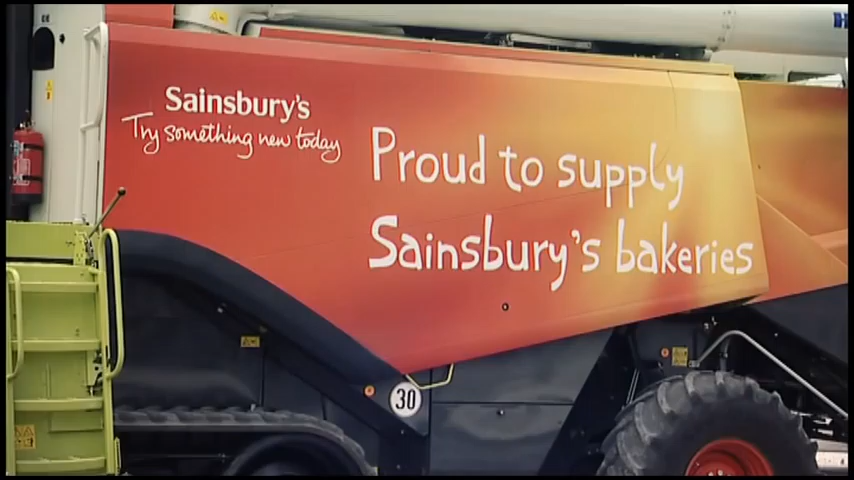 Sainsbury's
Try something new today
Proud to supply
Sainsbury's bakeries
30